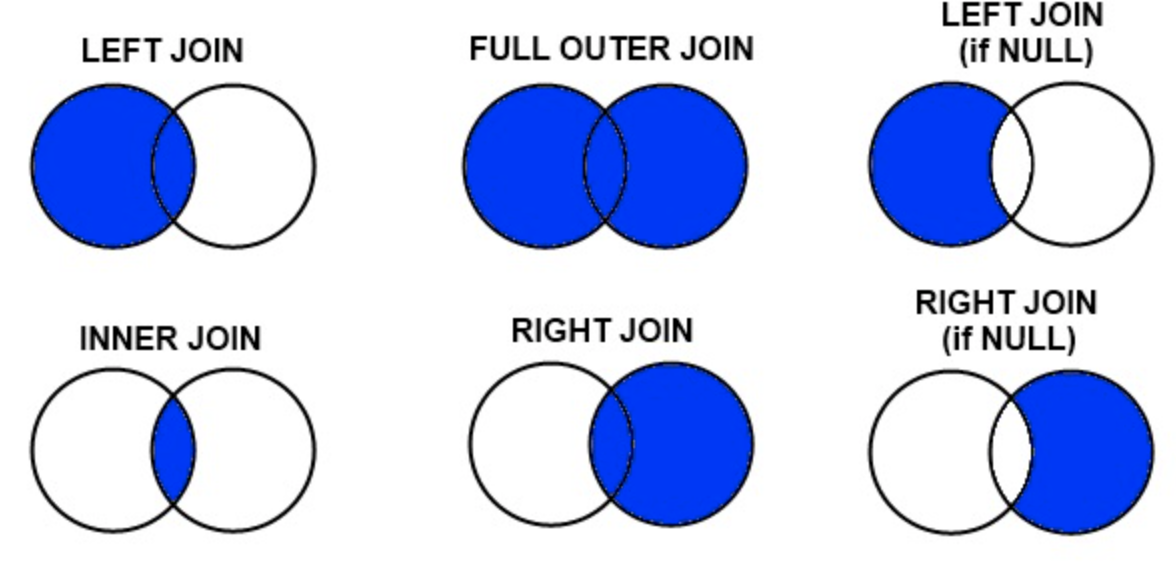 LEFT JOIN
FULL OUTER JOIN
LEFT JOIN
(if NULL)
INNER JOIN
RIGHT JOIN
RIGHT JOIN
(if NULL)